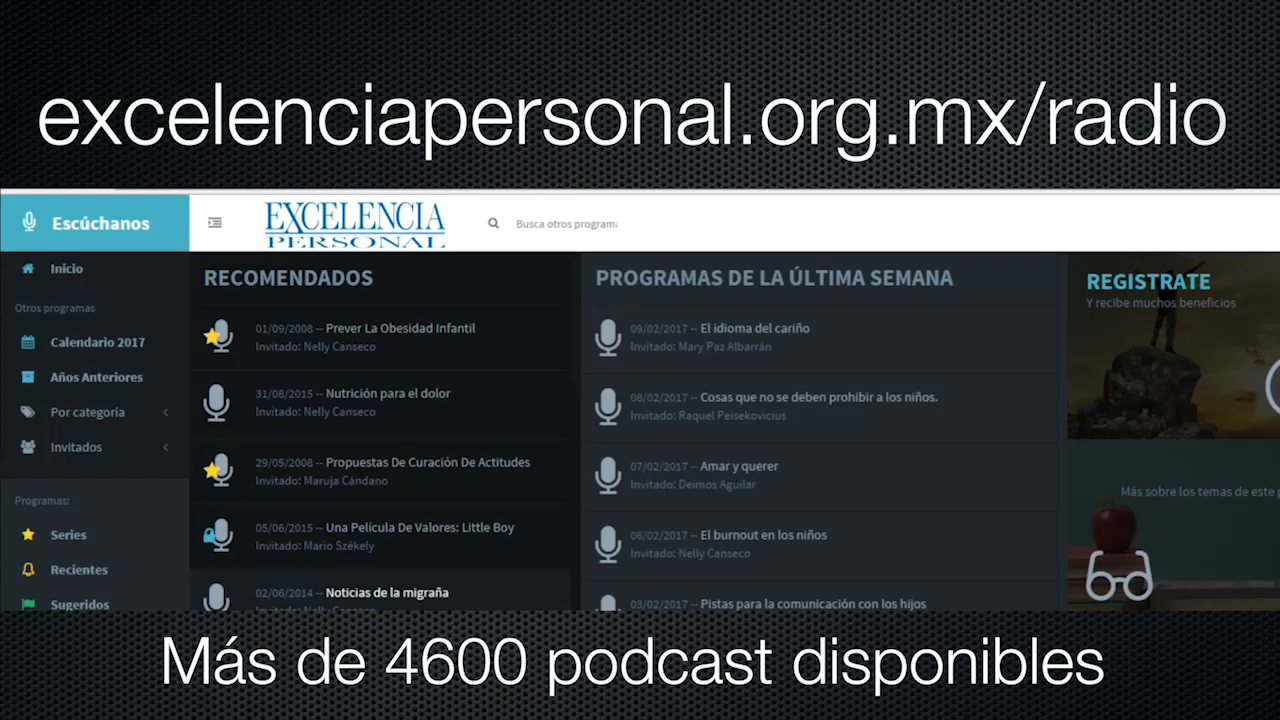 excelenciapersonal.org.mx/radio
Escúchanos
EXCELENCIA
PERSONAL
Busca otros programa
Inicio
Otros programas
Calendario 2017
Años Anteriores
Por categoría
Invitados
Programas:
Series
Recientes
Sugeridos
RECOMENDADOS
01/09/2008 -- Prever La Obesidad Infantil
Invitado: Nelly Canseco
31/08/2015 -- Nutrición para el dolor
Invitado: Nelly Canseco
29/05/2008 -- Propuestas De Curación De Actitudes
Invitado: Maruja Cándano
05/06/2015 -- Una Película De Valores: Little Boy
Invitado: Mario Székely
02/06/2014 -- Noticias de la migraña
Invitado: Nelly Canseco
PROGRAMAS DE LA ÚLTIMA SEMANA
09/02/2017 -- El idioma del cariño
Invitado: Mary Paz Albarrán
08/02/2017 -- Cosas que no se deben prohibir a los niños.
Invitado: Raquel Peisekovicius
07/02/2017 -- Amar y querer
Invitado: Deimos Aguilar
06/02/2017 -- El burnout en los niños
Invitado: Nelly Canseco
03/02/2017 -- Pistas para la comunicación con los hijos
REGISTRATE
Y recibe muchos beneficios
Más sobre los temas de este
Más de 4600 podcast disponibles